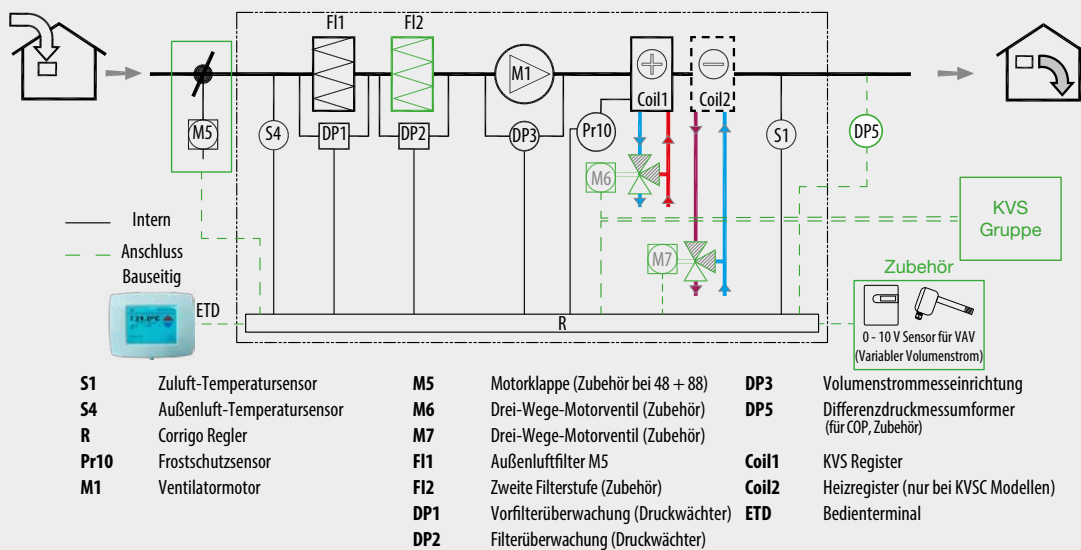 FI1
FI2
M1
Coil1
Coil2
M5
S4
DP1
DP2
DP3
Pr10
S1
DP5
M6
M7
KVS
Gruppe
Intern
Anschluss
Bauseitig
ETD
R
Zubehör
0 - 10 V Sensor für VAV
(Variabler Volumenstrom)
S1 Zuluft-Temperatursensor
S4 Außenluft-Temperatursensor
R Corrigo Regler
Pr10 Frostschutzsensor
M1 Ventilatormotor
M5 Motorklappe (Zubehör bei 48 + 88)
M6 Drei-Wege-Motorventil (Zubehör)
M7 Drei-Wege-Motorventil (Zubehör)
FI1 Außenluftfilter M5
FI2 Zweite Filterstufe (Zubehör)
DP1 Vorfilterüberwachung (Druckwächter)
DP2 Filterüberwachung (Druckwächter)
DP3 Volumenstrommesseinrichtung
DP5 Differenzdruckmessumformer
(für COP, Zubehör)
Coil1 KVS Register
Coil2 Heizregister (nur bei KVSC Modellen)
ETD Bedienterminal